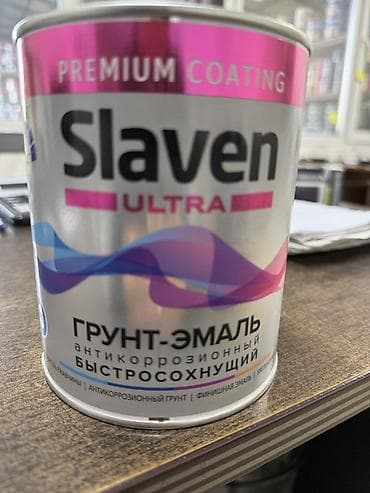 PREMIUM COATING
Slaven
ULTRA
ГРУНТ-ЭМАЛЬ
антикоррозионный
БЫСТРОСОХНУЩИЙ
| АНТИКОРРОЗИОННЫЙ ГРУНТ | ФИНИШНАЯ ЭМАЛЬ |